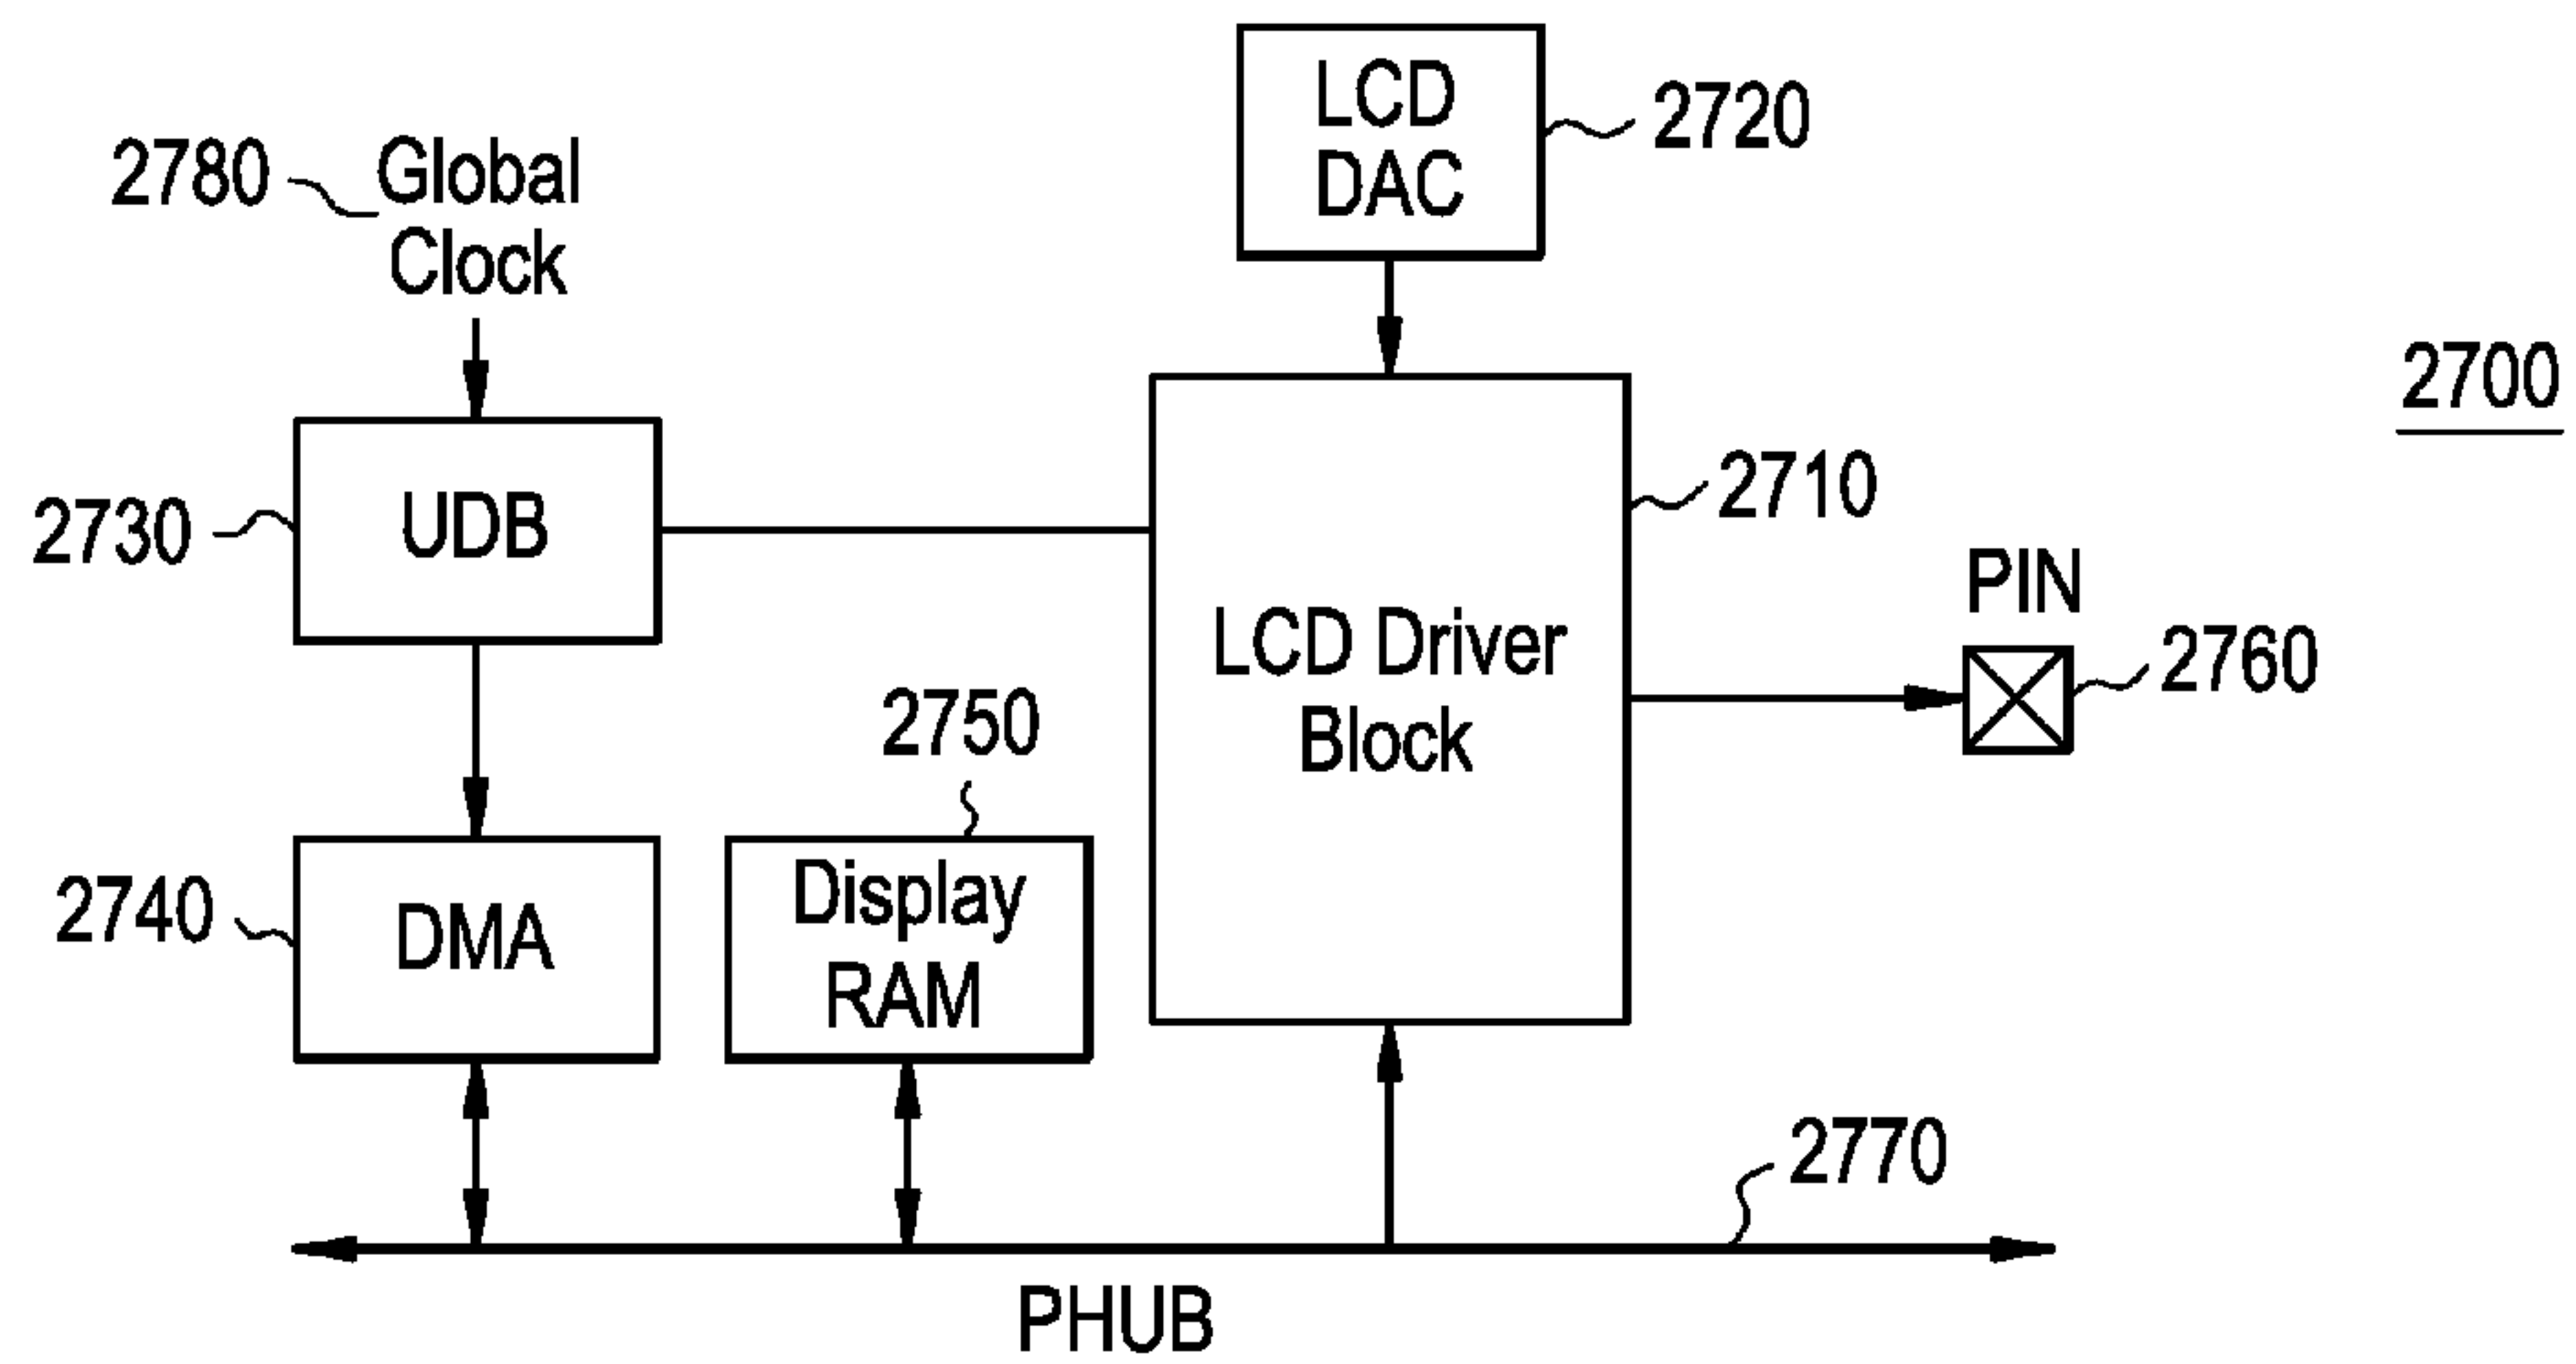 LCD
DAC
2720
2780
Global
Clock
2700
2730
UDB
2710
PIN
LCD Driver
Block
2760
2750
2740
DMA
Display
RAM
2770
PHUB